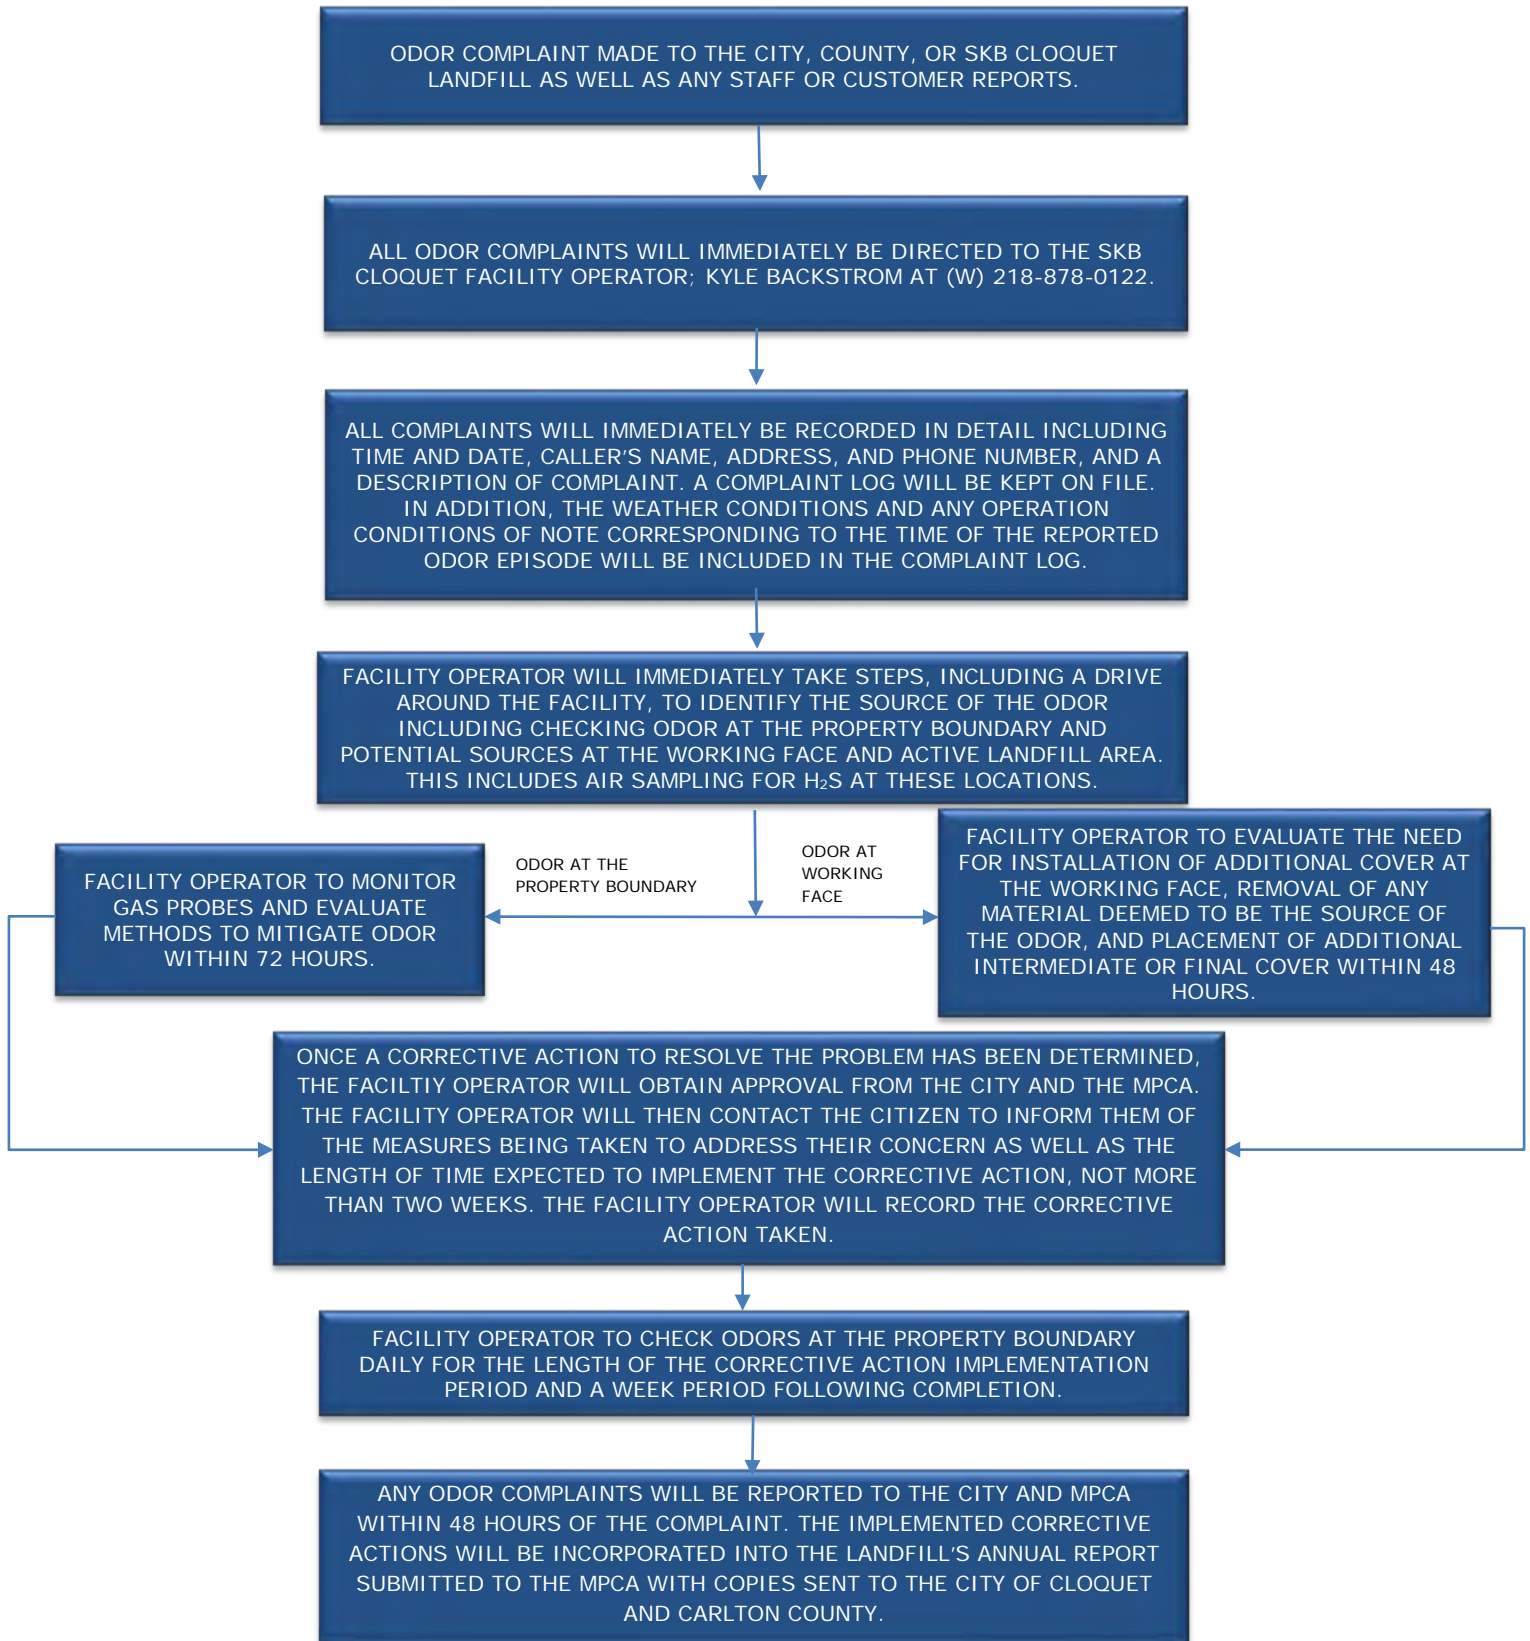 ODOR COMPLAINT MADE TO THE CITY, COUNTY, OR SKB CLOQUET
LANDFILL AS WELL AS ANY STAFF OR CUSTOMER REPORTS.
ALL ODOR COMPLAINTS WILL IMMEDIATELY BE DIRECTED TO THE SKB
CLOQUET FACILITY OPERATOR; KYLE BACKSTROM AT (W) 218-878-0122.
ALL COMPLAINTS WILL IMMEDIATELY BE RECORDED IN DETAIL INCLUDING
TIME AND DATE, CALLER'S NAME, ADDRESS, AND PHONE NUMBER, AND A
DESCRIPTION OF COMPLAINT. A COMPLAINT LOG WILL BE KEPT ON FILE.
IN ADDITION, THE WEATHER CONDITIONS AND ANY OPERATION
CONDITIONS OF NOTE CORRESPONDING TO THE TIME OF THE REPORTED
ODOR EPISODE WILL BE INCLUDED IN THE COMPLAINT LOG.
FACILITY OPERATOR WILL IMMEDIATELY TAKE STEPS, INCLUDING A DRIVE
AROUND THE FACILITY, TO IDENTIFY THE SOURCE OF THE ODOR
INCLUDING CHECKING ODOR AT THE PROPERTY BOUNDARY AND
POTENTIAL SOURCES AT THE WORKING FACE AND ACTIVE LANDFILL AREA.
THIS INCLUDES AIR SAMPLING FOR H₂S AT THESE LOCATIONS.
ODOR AT THE
PROPERTY BOUNDARY
FACILITY OPERATOR TO MONITOR
GAS PROBES AND EVALUATE
METHODS TO MITIGATE ODOR
WITHIN 72 HOURS.
ODOR AT
WORKING
FACE
FACILITY OPERATOR TO EVALUATE THE NEED
FOR INSTALLATION OF ADDITIONAL COVER AT
THE WORKING FACE, REMOVAL OF ANY
MATERIAL DEEMED TO BE THE SOURCE OF
THE ODOR, AND PLACEMENT OF ADDITIONAL
INTERMEDIATE OR FINAL COVER WITHIN 48
HOURS.
ONCE A CORRECTIVE ACTION TO RESOLVE THE PROBLEM HAS BEEN DETERMINED,
THE FACILTIY OPERATOR WILL OBTAIN APPROVAL FROM THE CITY AND THE MPCA.
THE FACILITY OPERATOR WILL THEN CONTACT THE CITIZEN TO INFORM THEM OF
THE MEASURES BEING TAKEN TO ADDRESS THEIR CONCERN AS WELL AS THE
LENGTH OF TIME EXPECTED TO IMPLEMENT THE CORRECTIVE ACTION, NOT MORE
THAN TWO WEEKS. THE FACILITY OPERATOR WILL RECORD THE CORRECTIVE
ACTION TAKEN.
FACILITY OPERATOR TO CHECK ODORS AT THE PROPERTY BOUNDARY
DAILY FOR THE LENGTH OF THE CORRECTIVE ACTION IMPLEMENTATION
PERIOD AND A WEEK PERIOD FOLLOWING COMPLETION.
ANY ODOR COMPLAINTS WILL BE REPORTED TO THE CITY AND MPCA
WITHIN 48 HOURS OF THE COMPLAINT. THE IMPLEMENTED CORRECTIVE
ACTIONS WILL BE INCORPORATED INTO THE LANDFILL'S ANNUAL REPORT
SUBMITTED TO THE MPCA WITH COPIES SENT TO THE CITY OF CLOQUET
AND CARLTON COUNTY.